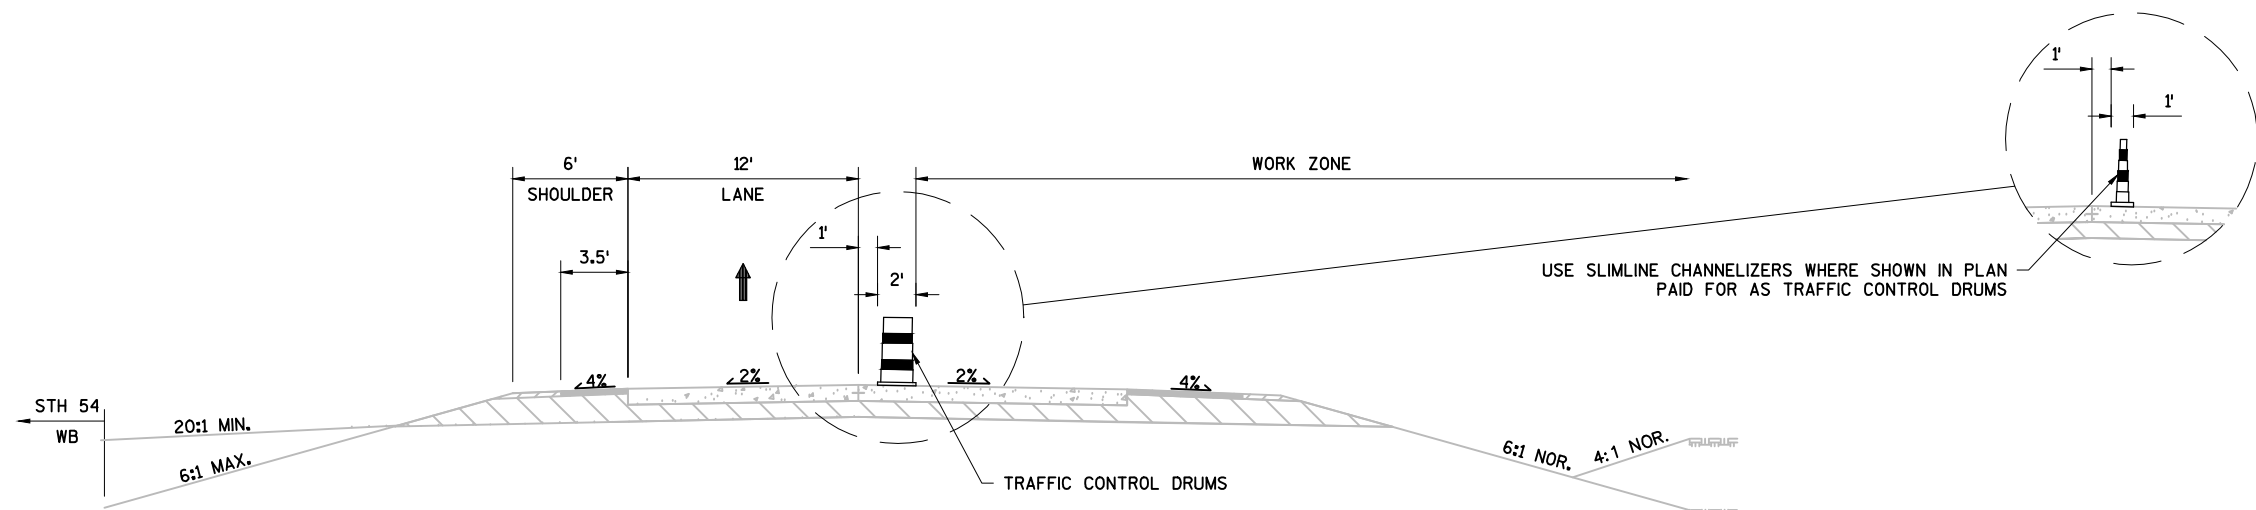 1'
1'
6'
12'
WORK ZONE
SHOULDER
LANE
1'
3.5'
2'
USE SLIMLINE CHANNELIZERS WHERE SHOWN IN PLAN
PAID FOR AS TRAFFIC CONTROL DRUMS
4%
2%
2%
4%
STH 54
WB
20:1 MIN.
6:1 MAX.
6:1 NOR.
4:1 NOR.
TRAFFIC CONTROL DRUMS